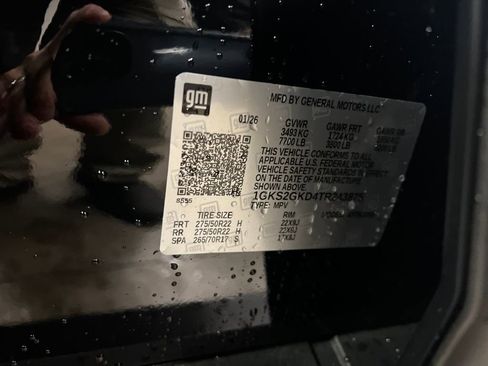 gm
MFD BY GENERAL MOTORS LLC
01/26 GVWR GAWR FRT GAWR RR
3493 KG 1724 KG
7700 LB 3800 LB
THIS VEHICLE CONFORMS TO ALL
APPLICABLE U.S. FEDERAL MOTOR
VEHICLE SAFETY STANDARDS IN EFFECT
ON THE DATE OF MANUFACTURE
SHOWN ABOVE.
TYPE: MPV
TIRE SIZE RIM
FRT 275/50R22 H 22X9J
RR 275/50R22 H 22X9J
SPA 265/70R17 S